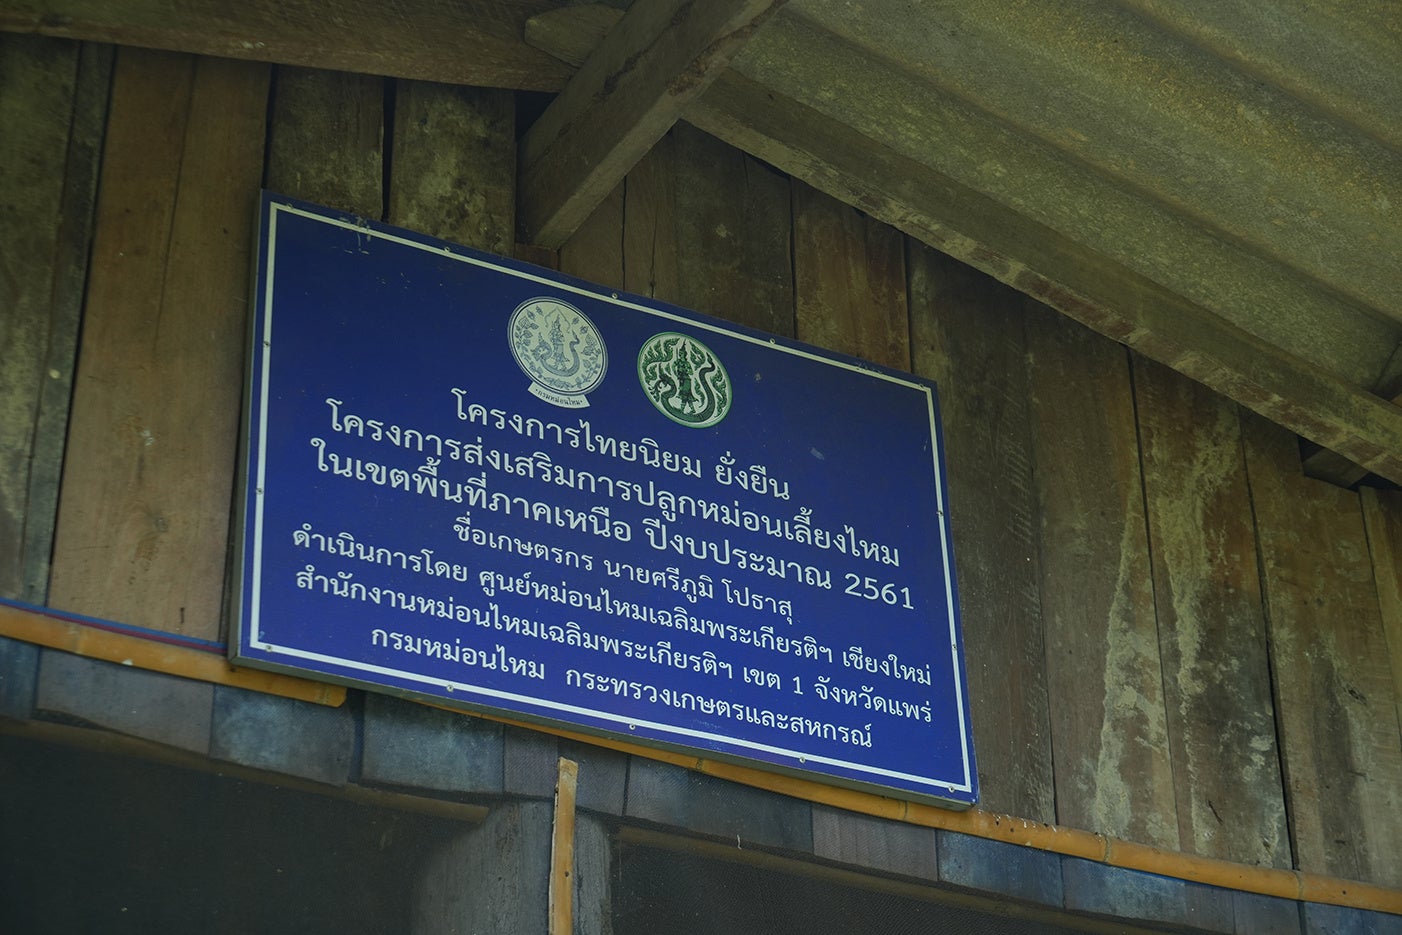 กรมหม่อนไหม
โครงการไทยนิยม ยั่งยืน
โครงการส่งเสริมการปลูกหม่อนเลี้ยงไหม
ในเขตพื้นที่ภาคเหนือ ปีงบประมาณ 2561
ชื่อเกษตรกร นายศรีภูมิ โปธาสุ
ดำเนินการโดย ศูนย์หม่อนไหมเฉลิมพระเกียรติฯ เชียงใหม่
สำนักงานหม่อนไหมเฉลิมพระเกียรติฯ เขต 1 จังหวัดแพร่
กรมหม่อนไหม กระทรวงเกษตรและสหกรณ์